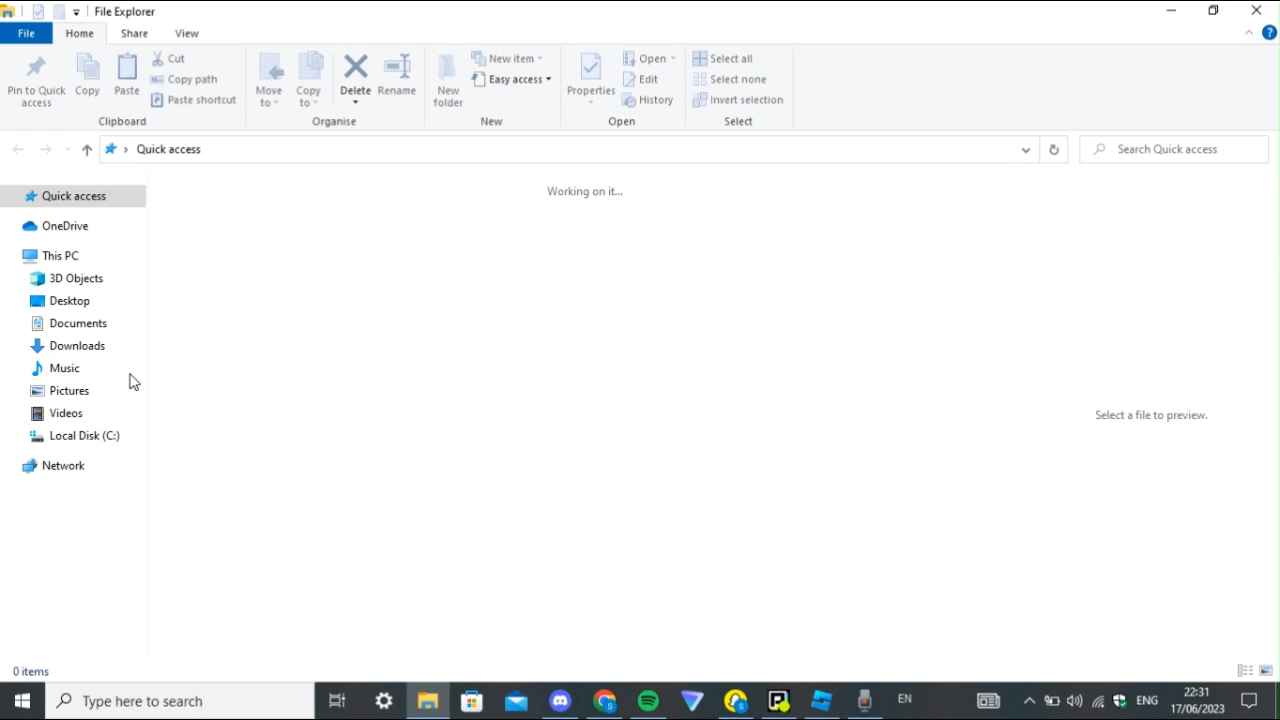 File Explorer
File
Home
Share
View
Pin to Quick access
Copy
Paste
Cut
Copy path
Paste shortcut
Clipboard
Move to
Copy to
Delete
Rename
Organise
New folder
New item
Easy access
New
Properties
Open
Edit
History
Open
Select all
Select none
Invert selection
Select
Quick access
Search Quick access
Quick access
OneDrive
This PC
3D Objects
Desktop
Documents
Downloads
Music
Pictures
Videos
Local Disk (C:)
Network
Working on it...
Select a file to preview.
0 items
Type here to search
EN
ENG
22:31
17/06/2023